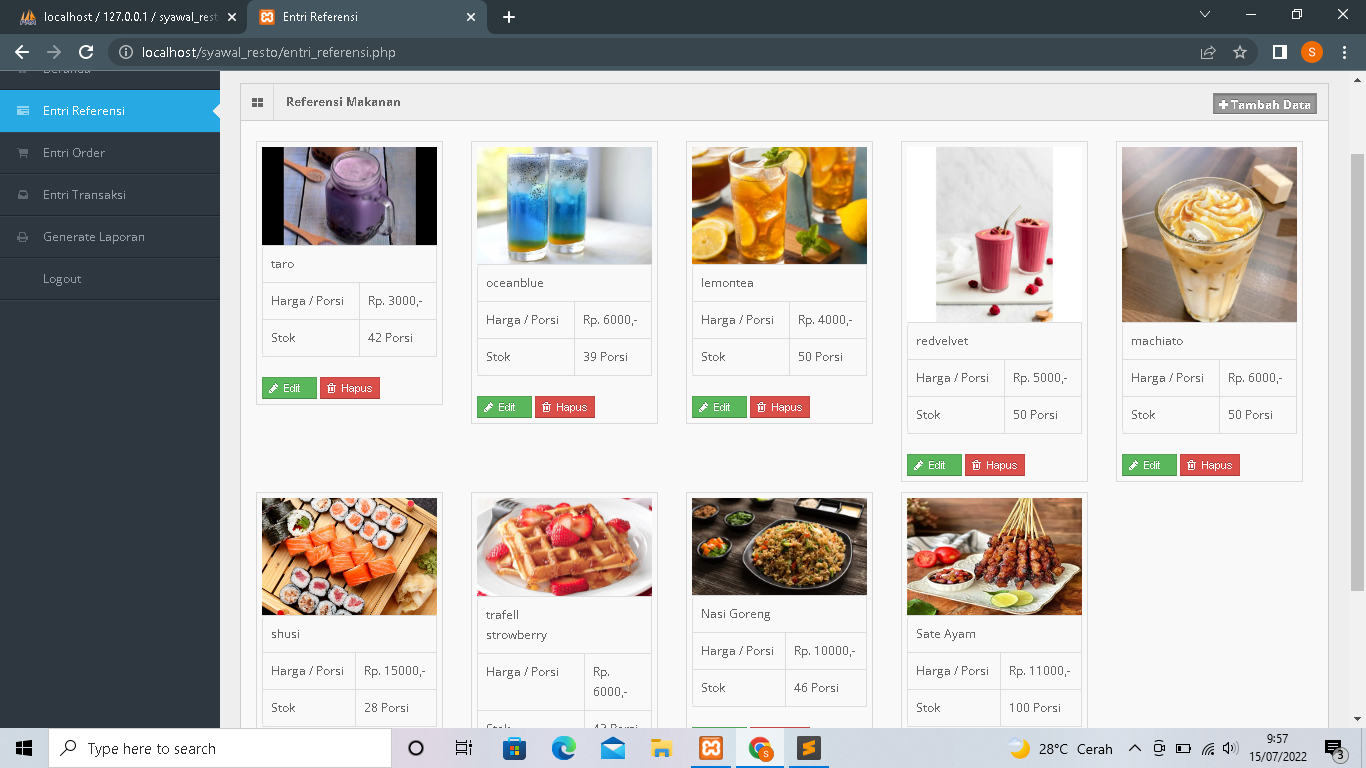 localhost / 127.0.0.1 / syawal_rest
Entri Referensi
localhost/syawal_resto/entri_referensi.php
S
Beranda
Entri Referensi
Entri Order
Entri Transaksi
Generate Laporan
Logout
Referensi Makanan
Tambah Data
taro
Harga / Porsi Rp. 3000,-
Stok 42 Porsi
Edit Hapus
oceanblue
Harga / Porsi Rp. 6000,-
Stok 39 Porsi
Edit Hapus
lemontea
Harga / Porsi Rp. 4000,-
Stok 50 Porsi
Edit Hapus
redvelvet
Harga / Porsi Rp. 5000,-
Stok 50 Porsi
Edit Hapus
machiato
Harga / Porsi Rp. 6000,-
Stok 50 Porsi
Edit Hapus
shusi
Harga / Porsi Rp. 15000,-
Stok 28 Porsi
trafell
strowberry
Harga / Porsi Rp.
6000,-
Stok 43 Porsi
Nasi Goreng
Harga / Porsi Rp. 10000,-
Stok 46 Porsi
Sate Ayam
Harga / Porsi Rp. 11000,-
Stok 100 Porsi
Type here to search
28°C Cerah
9:57
15/07/2022
3